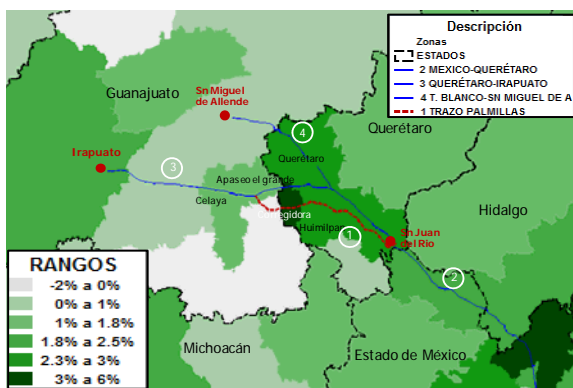 Descripción
Zonas
ESTADOS
2 MEXICO-QUERÉTARO
3 QUERÉTARO-IRAPUATO
4 T. BLANCO-SN MIGUEL DE A
1 TRAZO PALMILLAS
Sn Miguel
de Allende
Guanajuato
4
Querétaro
Irapuato
3
Querétaro
Apaseo el grande
Celaya
Corregidora
Huimilpan
1
Sn Juan
del Río
Hidalgo
2
RANGOS
-2% a 0%
0% a 1%
1% a 1.8%
1.8% a 2.5%
2.3% a 3%
3% a 6%
Michoacán
Estado de México